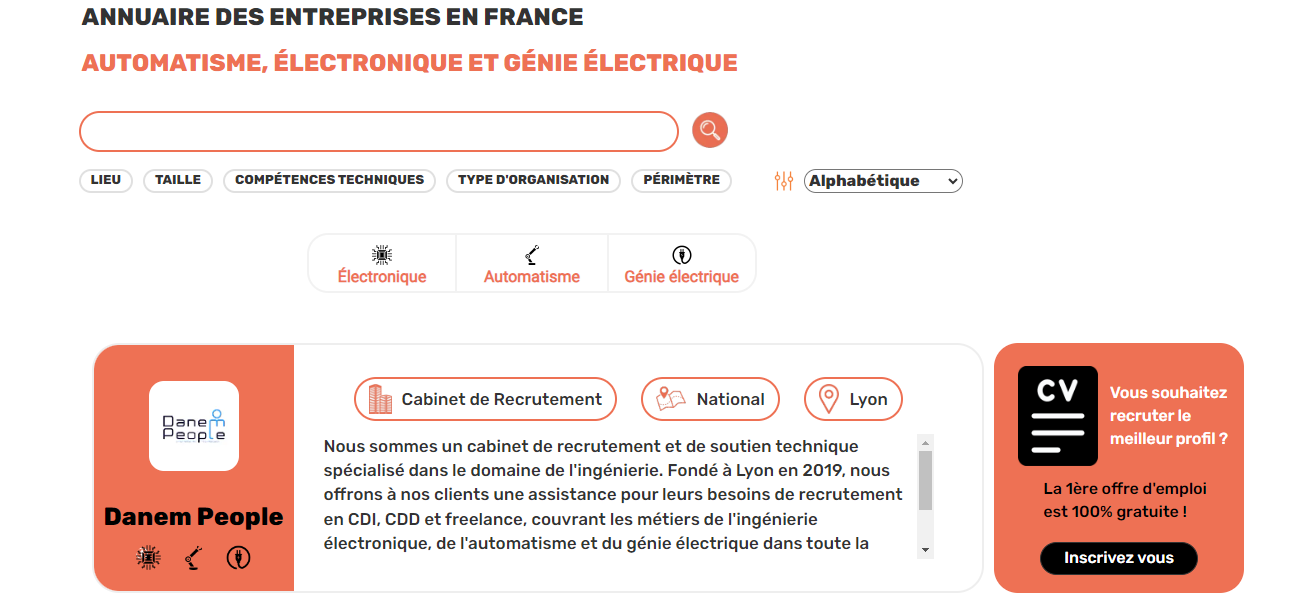 ANNUAIRE DES ENTREPRISES EN FRANCE
AUTOMATISME, ÉLECTRONIQUE ET GÉNIE ÉLECTRIQUE
LIEU TAILLE COMPÉTENCES TECHNIQUES TYPE D'ORGANISATION PÉRIMÈTRE Alphabétique
Électronique Automatisme Génie électrique
Danem
People
Danem People
Cabinet de Recrutement National Lyon
Nous sommes un cabinet de recrutement et de soutien technique
spécialisé dans le domaine de l'ingénierie. Fondé à Lyon en 2019, nous
offrons à nos clients une assistance pour leurs besoins de recrutement
en CDI, CDD et freelance, couvrant les métiers de l'ingénierie
électronique, de l'automatisme et du génie électrique dans toute la
CV
Vous souhaitez
recruter le
meilleur profil ?
La 1ère offre d'emploi
est 100% gratuite !
Inscrivez vous